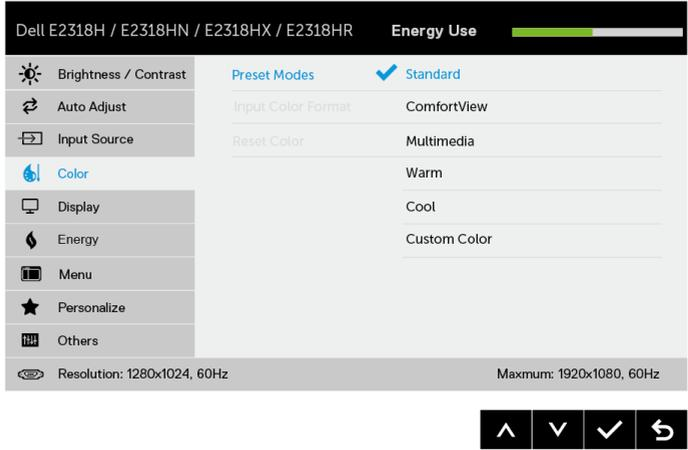 Dell E2318H / E2318HN / E2318HX / E2318HR Energy Use
Brightness / Contrast Preset Modes Standard
Auto Adjust Input Color Format ComfortView
Input Source Reset Color Multimedia
Color Warm
Display Cool
Energy Custom Color
Menu
Personalize
Others
Resolution: 1280x1024, 60Hz Maxmum: 1920x1080, 60Hz